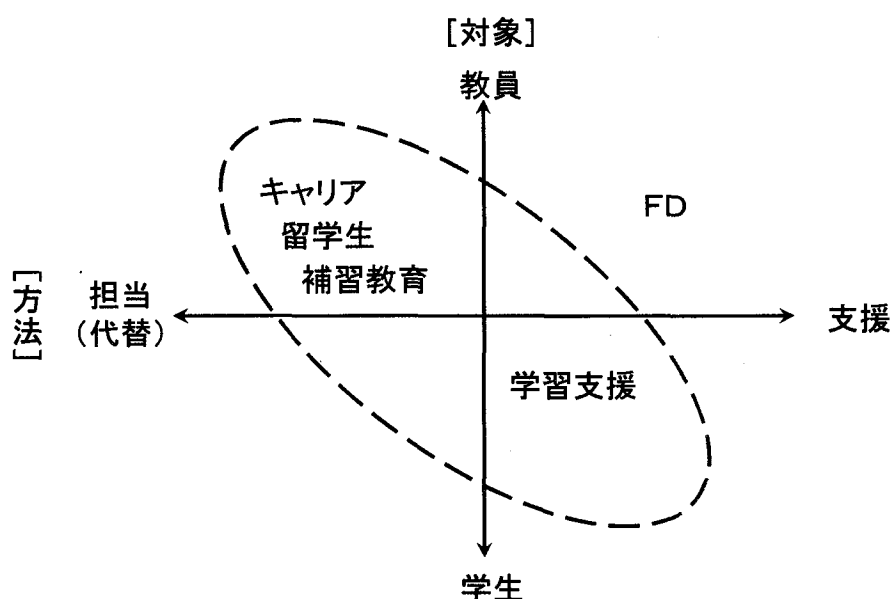 [対象]
教員
キャリア
留学生
補習教育
FD
[方法]
担当
(代替)
支援
学習支援
学生